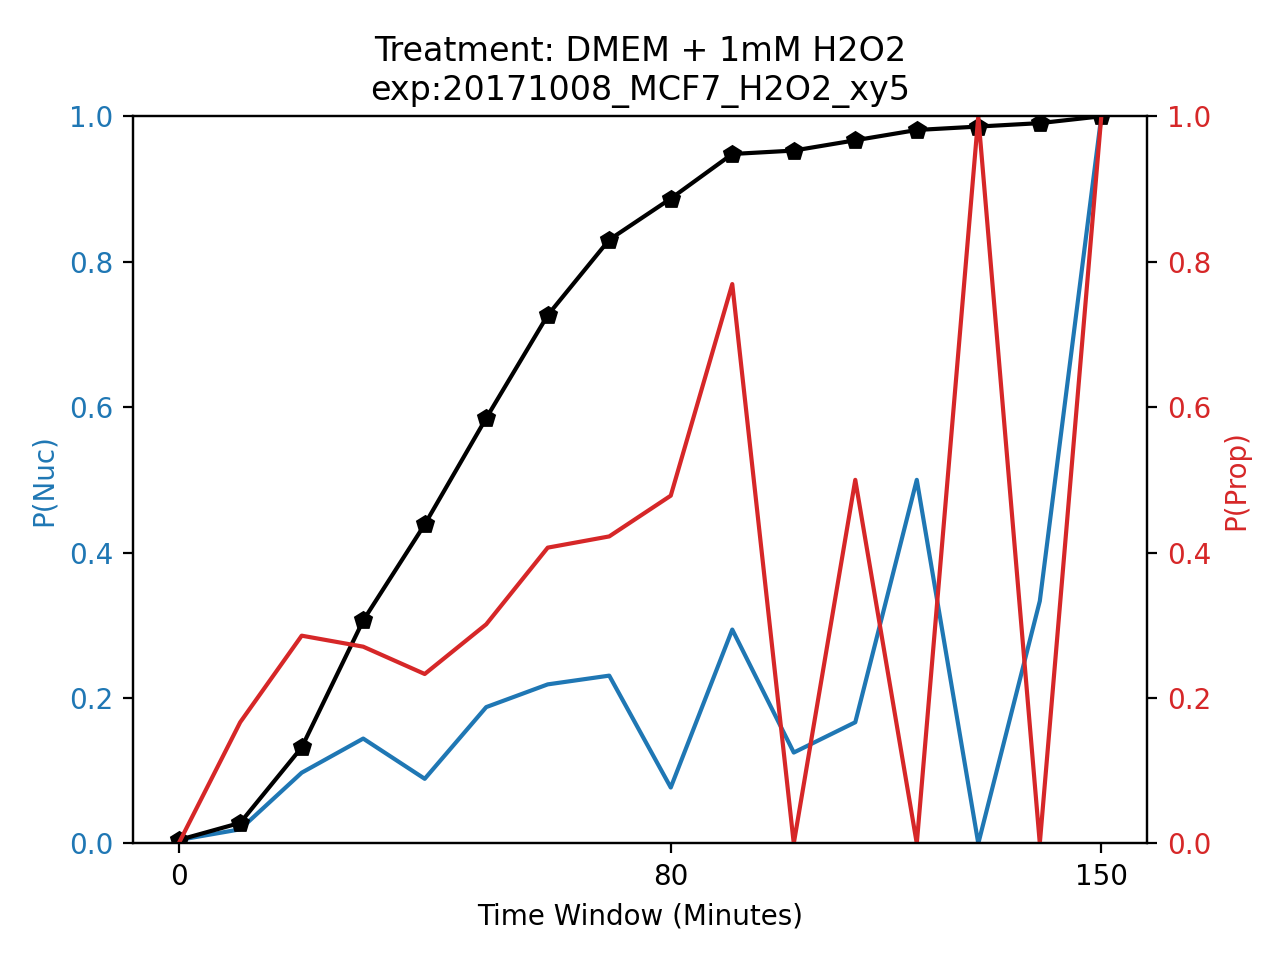 Treatment: DMEM + 1mM H2O2
exp:20171008_MCF7_H2O2_xy5
1.0
0.8
0.6
0.4
0.2
0.0
P(Nuc)
1.0
0.8
0.6
0.4
0.2
0.0
P(Prop)
0 80 150
Time Window (Minutes)